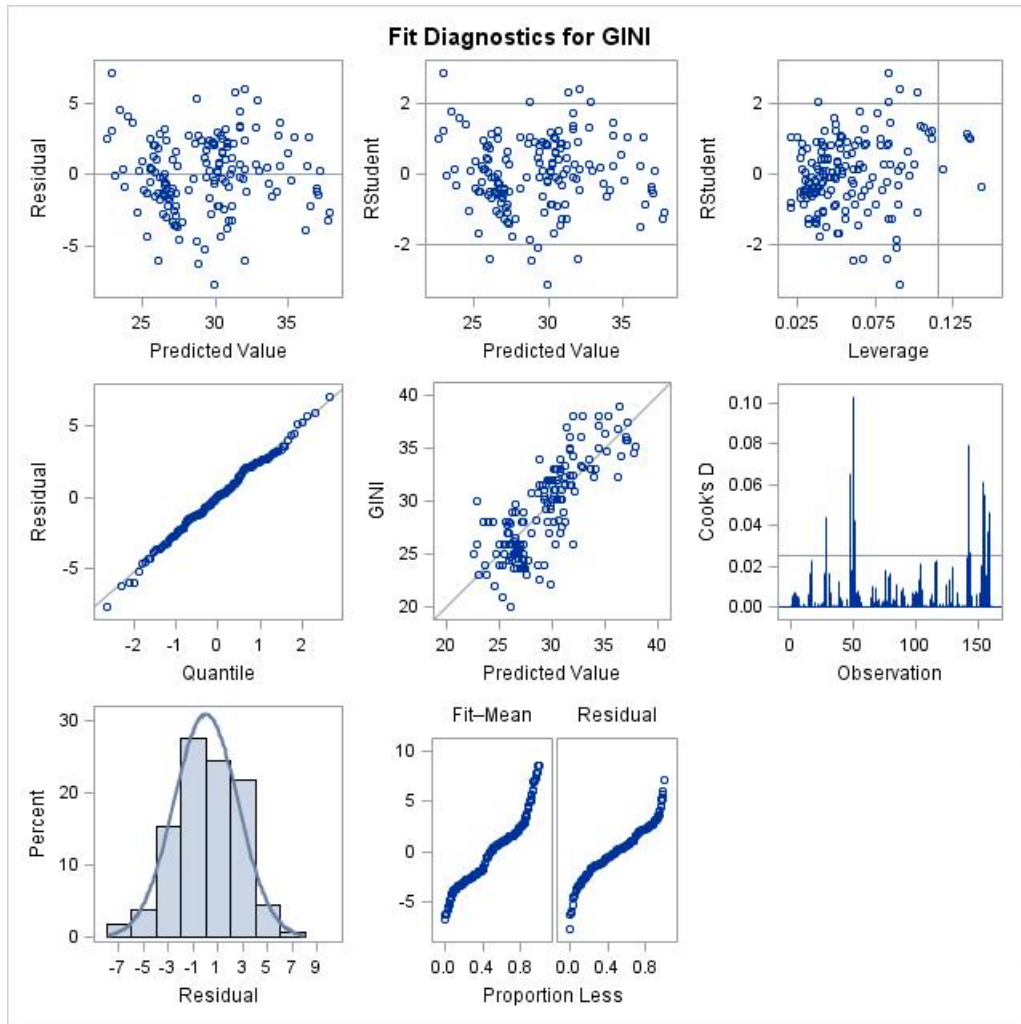 Fit Diagnostics for GINI
Residual
5
0
-5
25 30 35
Predicted Value
RStudent
2
0
-2
25 30 35
Predicted Value
RStudent
2
0
-2
0.025 0.075 0.125
Leverage
Residual
5
0
-5
-2 -1 0 1 2
Quantile
GINI
40
35
30
25
20
20 25 30 35 40
Predicted Value
Cook's D
0.10
0.08
0.06
0.04
0.02
0.00
0 50 100 150
Observation
Percent
30
20
10
0
-7 -5 -3 -1 1 3 5 7 9
Residual
Fit–Mean Residual
10
5
0
-5
0.0 0.4 0.8 0.0 0.4 0.8
Proportion Less